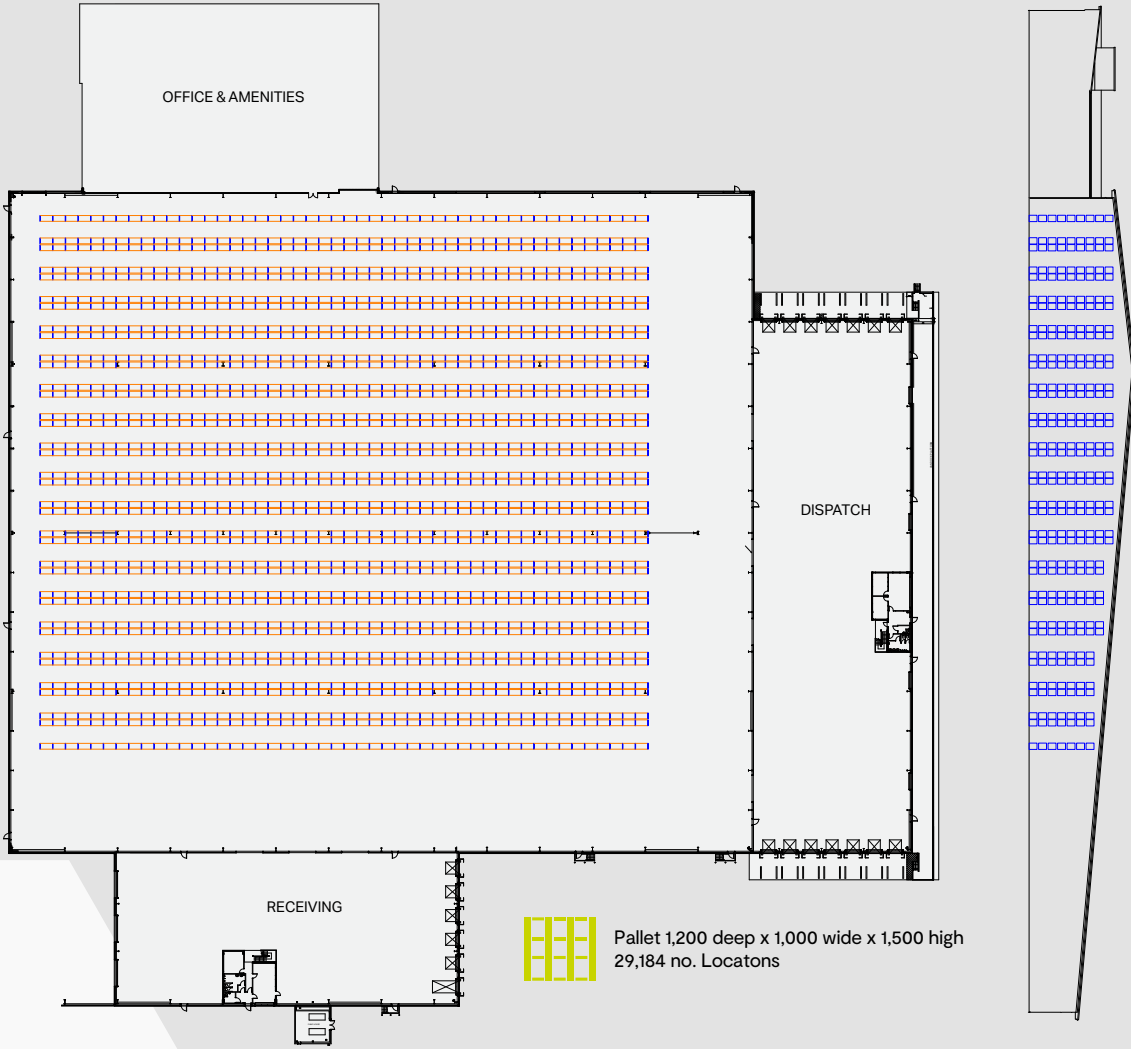 OFFICE & AMENITIES
DISPATCH
RECEIVING
Pallet 1,200 deep x 1,000 wide x 1,500 high
29,184 no. Locatons